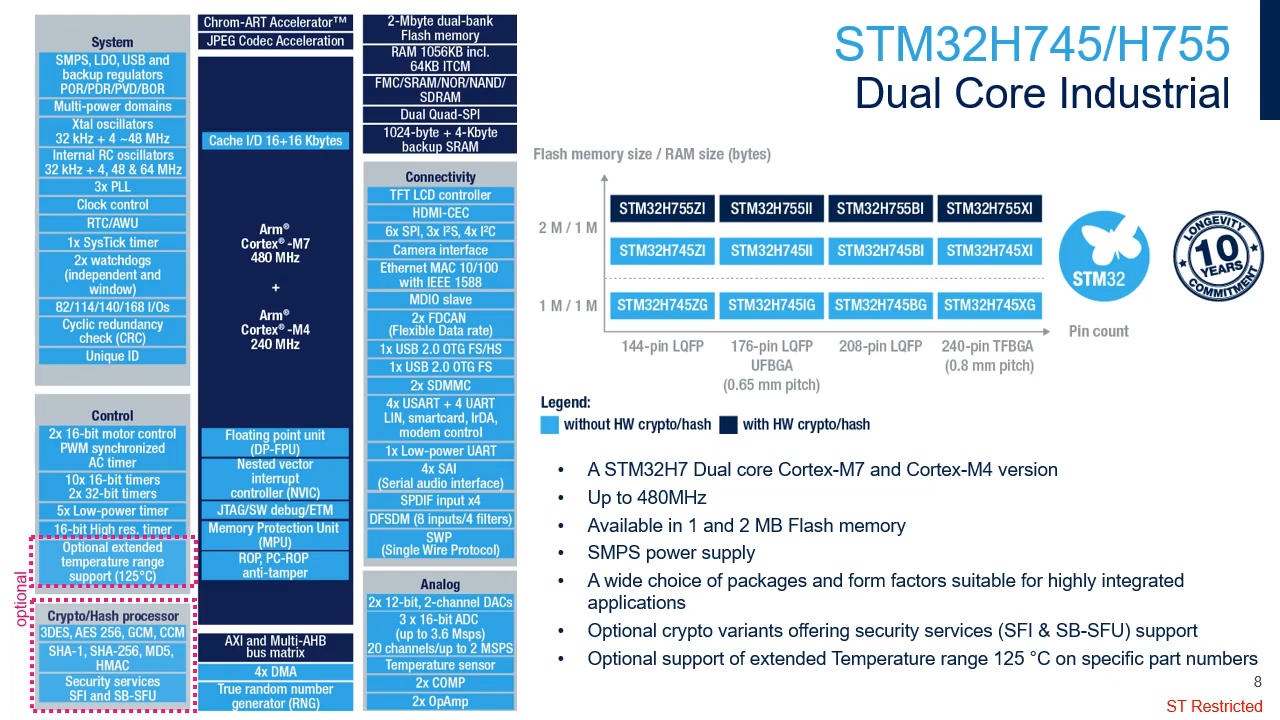 STM32H745/H755
Dual Core Industrial
System
SMPS, LDO, USB and
backup regulators
POR/PDR/PVD/BOR
Multi-power domains
Xtal oscillators
32 kHz + 4 ~48 MHz
Internal RC oscillators
32 kHz + 4, 48 & 64 MHz
3x PLL
Clock control
RTC/AWU
1x SysTick timer
2x watchdogs
(independent and
window)
82/114/140/168 I/Os
Cyclic redundancy
check (CRC)
Unique ID
Control
2x 16-bit motor control
PWM synchronized
AC timer
10x 16-bit timers
2x 32-bit timers
5x Low-power timer
16-bit High res. timer
Optional extended
temperature range
support (125°C)
optional
Crypto/Hash processor
3DES, AES 256, GCM, CCM
SHA-1, SHA-256, MD5,
HMAC
Security services
SFI and SB-SFU
Chrom-ART Accelerator™
JPEG Codec Acceleration
Cache I/D 16+16 Kbytes
Arm®
Cortex® -M7
480 MHz
+
Arm®
Cortex® -M4
240 MHz
Floating point unit
(DP-FPU)
Nested vector
interrupt
controller (NVIC)
JTAG/SW debug/ETM
Memory Protection Unit
(MPU)
ROP, PC-ROP
anti-tamper
AXI and Multi-AHB
bus matrix
4x DMA
True random number
generator (RNG)
2-Mbyte dual-bank
Flash memory
RAM 1056KB incl.
64KB ITCM
FMC/SRAM/NOR/NAND/
SDRAM
Dual Quad-SPI
1024-byte + 4-Kbyte
backup SRAM
Connectivity
TFT LCD controller
HDMI-CEC
6x SPI, 3x I²S, 4x I²C
Camera interface
Ethernet MAC 10/100
with IEEE 1588
MDIO slave
2x FDCAN
(Flexible Data rate)
1x USB 2.0 OTG FS/HS
1x USB 2.0 OTG FS
2x SDMMC
4x USART + 4 UART
LIN, smartcard, IrDA,
modem control
1x Low-power UART
4x SAI
(Serial audio interface)
SPDIF input x4
DFSDM (8 inputs/4 filters)
SWP
(Single Wire Protocol)
Analog
2x 12-bit, 2-channel DACs
3 x 16-bit ADC
(up to 3.6 Msps)
20 channels/up to 2 MSPS
Temperature sensor
2x COMP
2x OpAmp
Flash memory size / RAM size (bytes)
2 M / 1 M
STM32H755ZI STM32H755II STM32H755BI STM32H755XI
STM32H745ZI STM32H745II STM32H745BI STM32H745XI
1 M / 1 M
STM32H745ZG STM32H745IG STM32H745BG STM32H745XG
Pin count
144-pin LQFP 176-pin LQFP 208-pin LQFP 240-pin TFBGA
UFBGA (0.8 mm pitch)
(0.65 mm pitch)
STM32
LONGEVITY
10
YEARS
COMMITMENT
Legend:
without HW crypto/hash with HW crypto/hash
• A STM32H7 Dual core Cortex-M7 and Cortex-M4 version
• Up to 480MHz
• Available in 1 and 2 MB Flash memory
• SMPS power supply
• A wide choice of packages and form factors suitable for highly integrated
applications
• Optional crypto variants offering security services (SFI & SB-SFU) support
• Optional support of extended Temperature range 125 °C on specific part numbers
8
ST Restricted